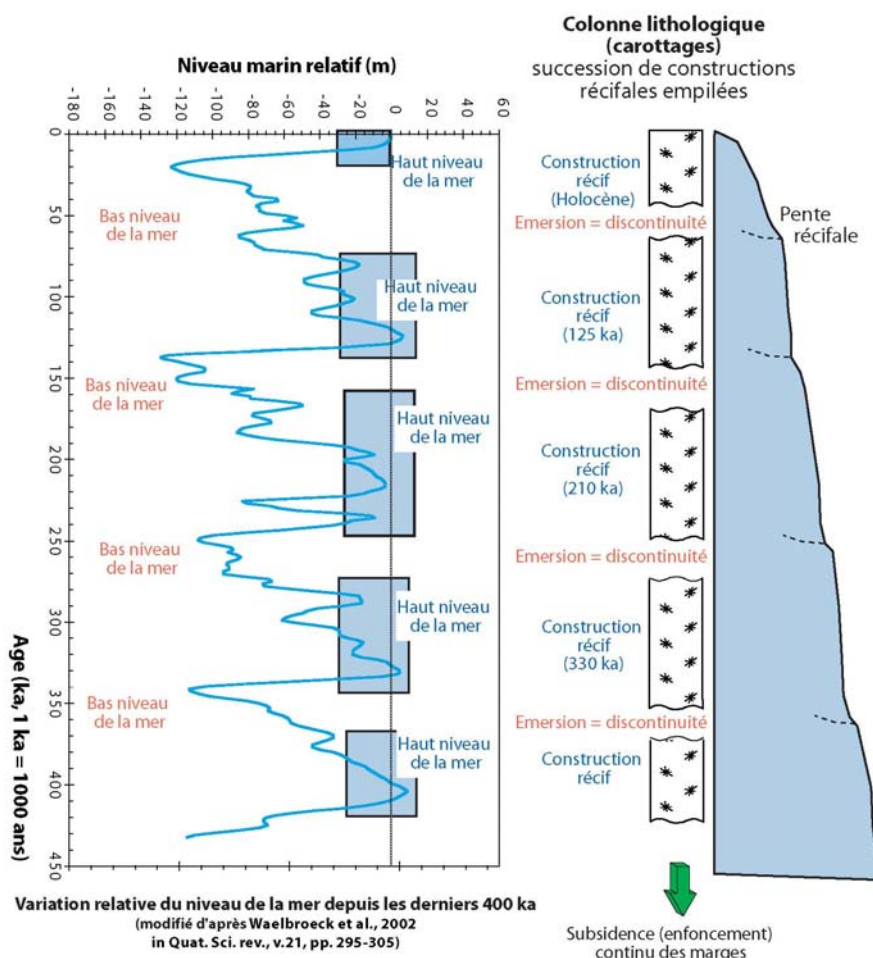 Niveau marin relatif (m)
-180 -140 -120 -100 -80 -60 -40 -20 0 20 40 60
0
50
100
150
200
250
300
350
400
450
Age (ka, 1 ka = 1000 ans)
Haut niveau
de la mer
Bas niveau
de la mer
Haut niveau
de la mer
Bas niveau
de la mer
Haut niveau
de la mer
Bas niveau
de la mer
Haut niveau
de la mer
Bas niveau
de la mer
Haut niveau
de la mer
Variation relative du niveau de la mer depuis les derniers 400 ka
(modifié d'après Waelbroeck et al., 2002
in Quat. Sci. rev., v.21, pp. 295-305)
Colonne lithologique
(carottages)
succession de constructions
récifales empilées
Construction
récif
(Holocène)
Emersion = discontinuité
Pente
récifale
Construction
récif
(125 ka)
Emersion = discontinuité
Construction
récif
(210 ka)
Emersion = discontinuité
Construction
récif
(330 ka)
Emersion = discontinuité
Construction
récif
Subsidence (enfoncement)
continu des marges